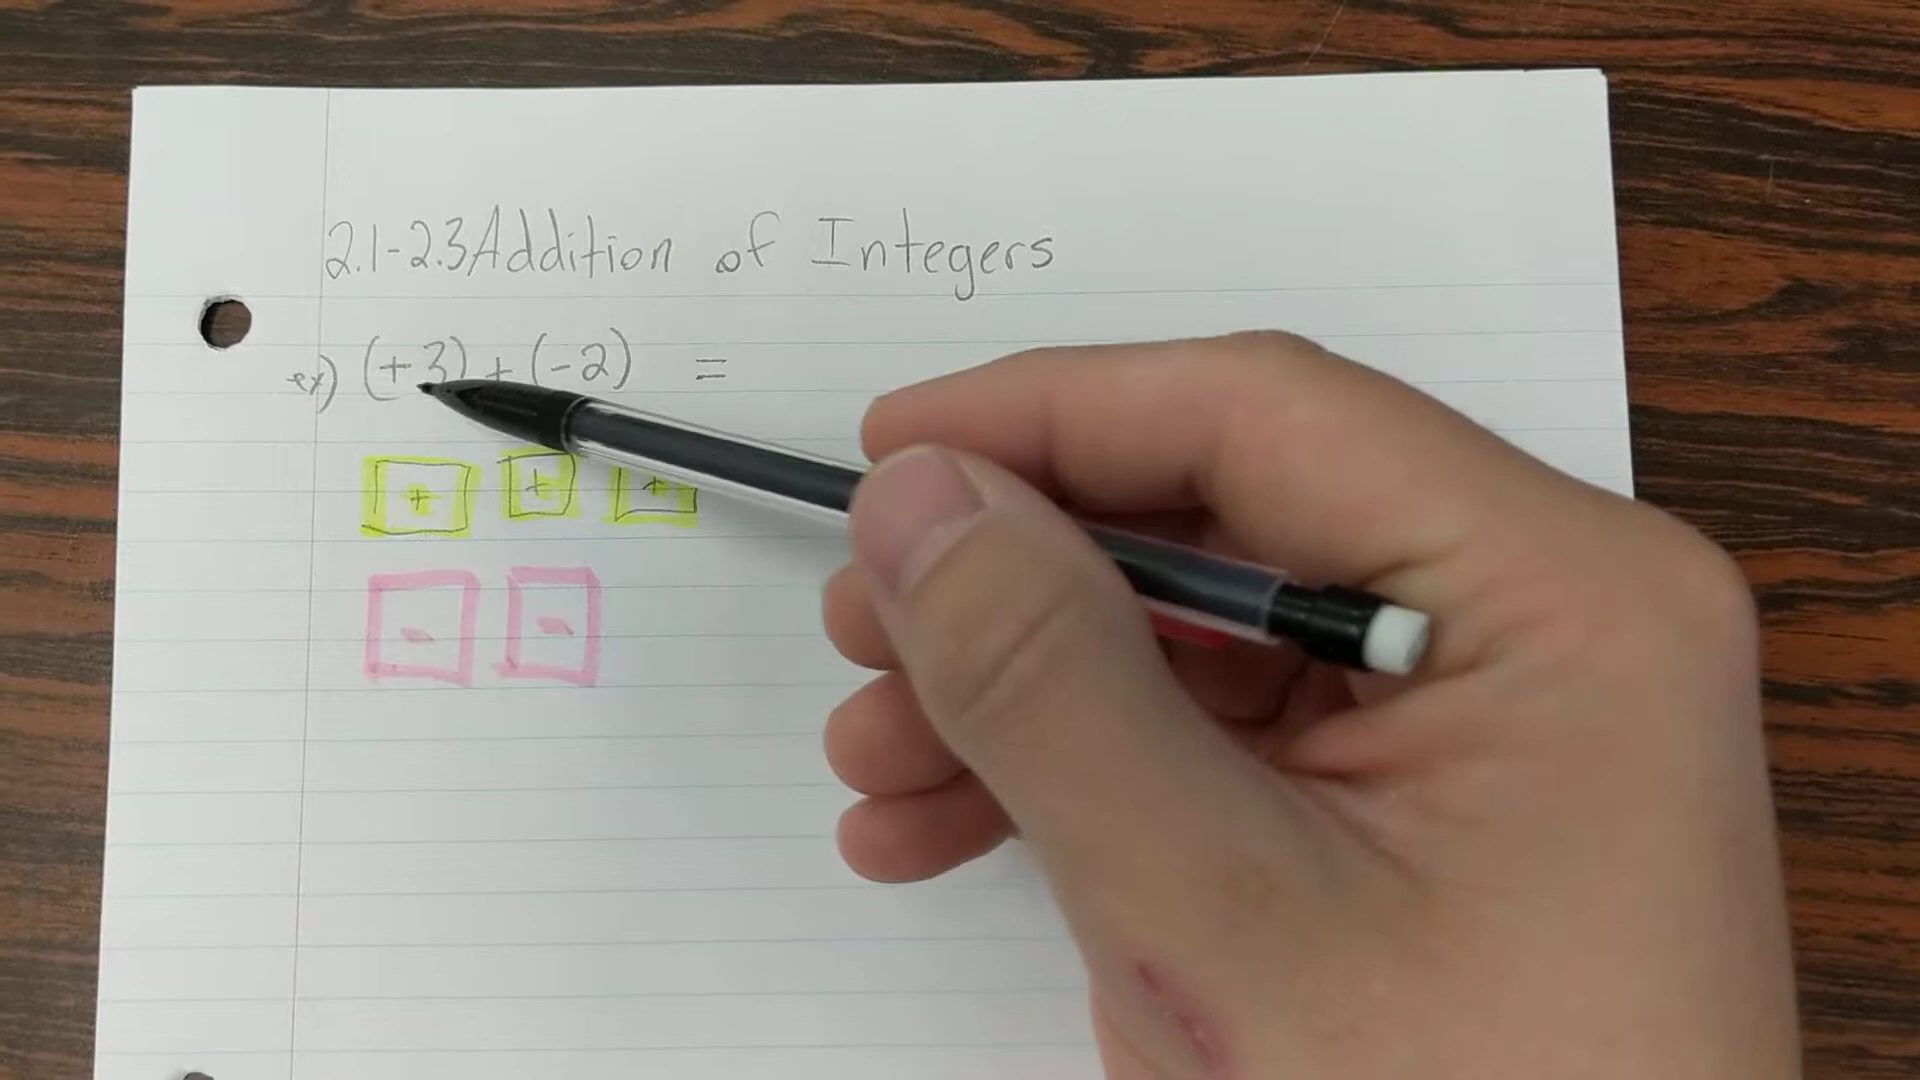 2.1-2.3 Addition of Integers
ex) (+3) + (-2) =
+ + +
- -